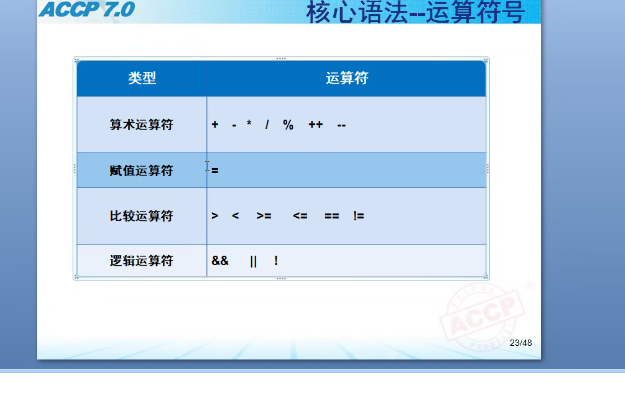 ACCP 7.0
核心语法--运算符号
类型 运算符
算术运算符 + - * / % ++ --
赋值运算符 =
比较运算符 > < >= <= == !=
逻辑运算符 && || !
ACCP
23/48